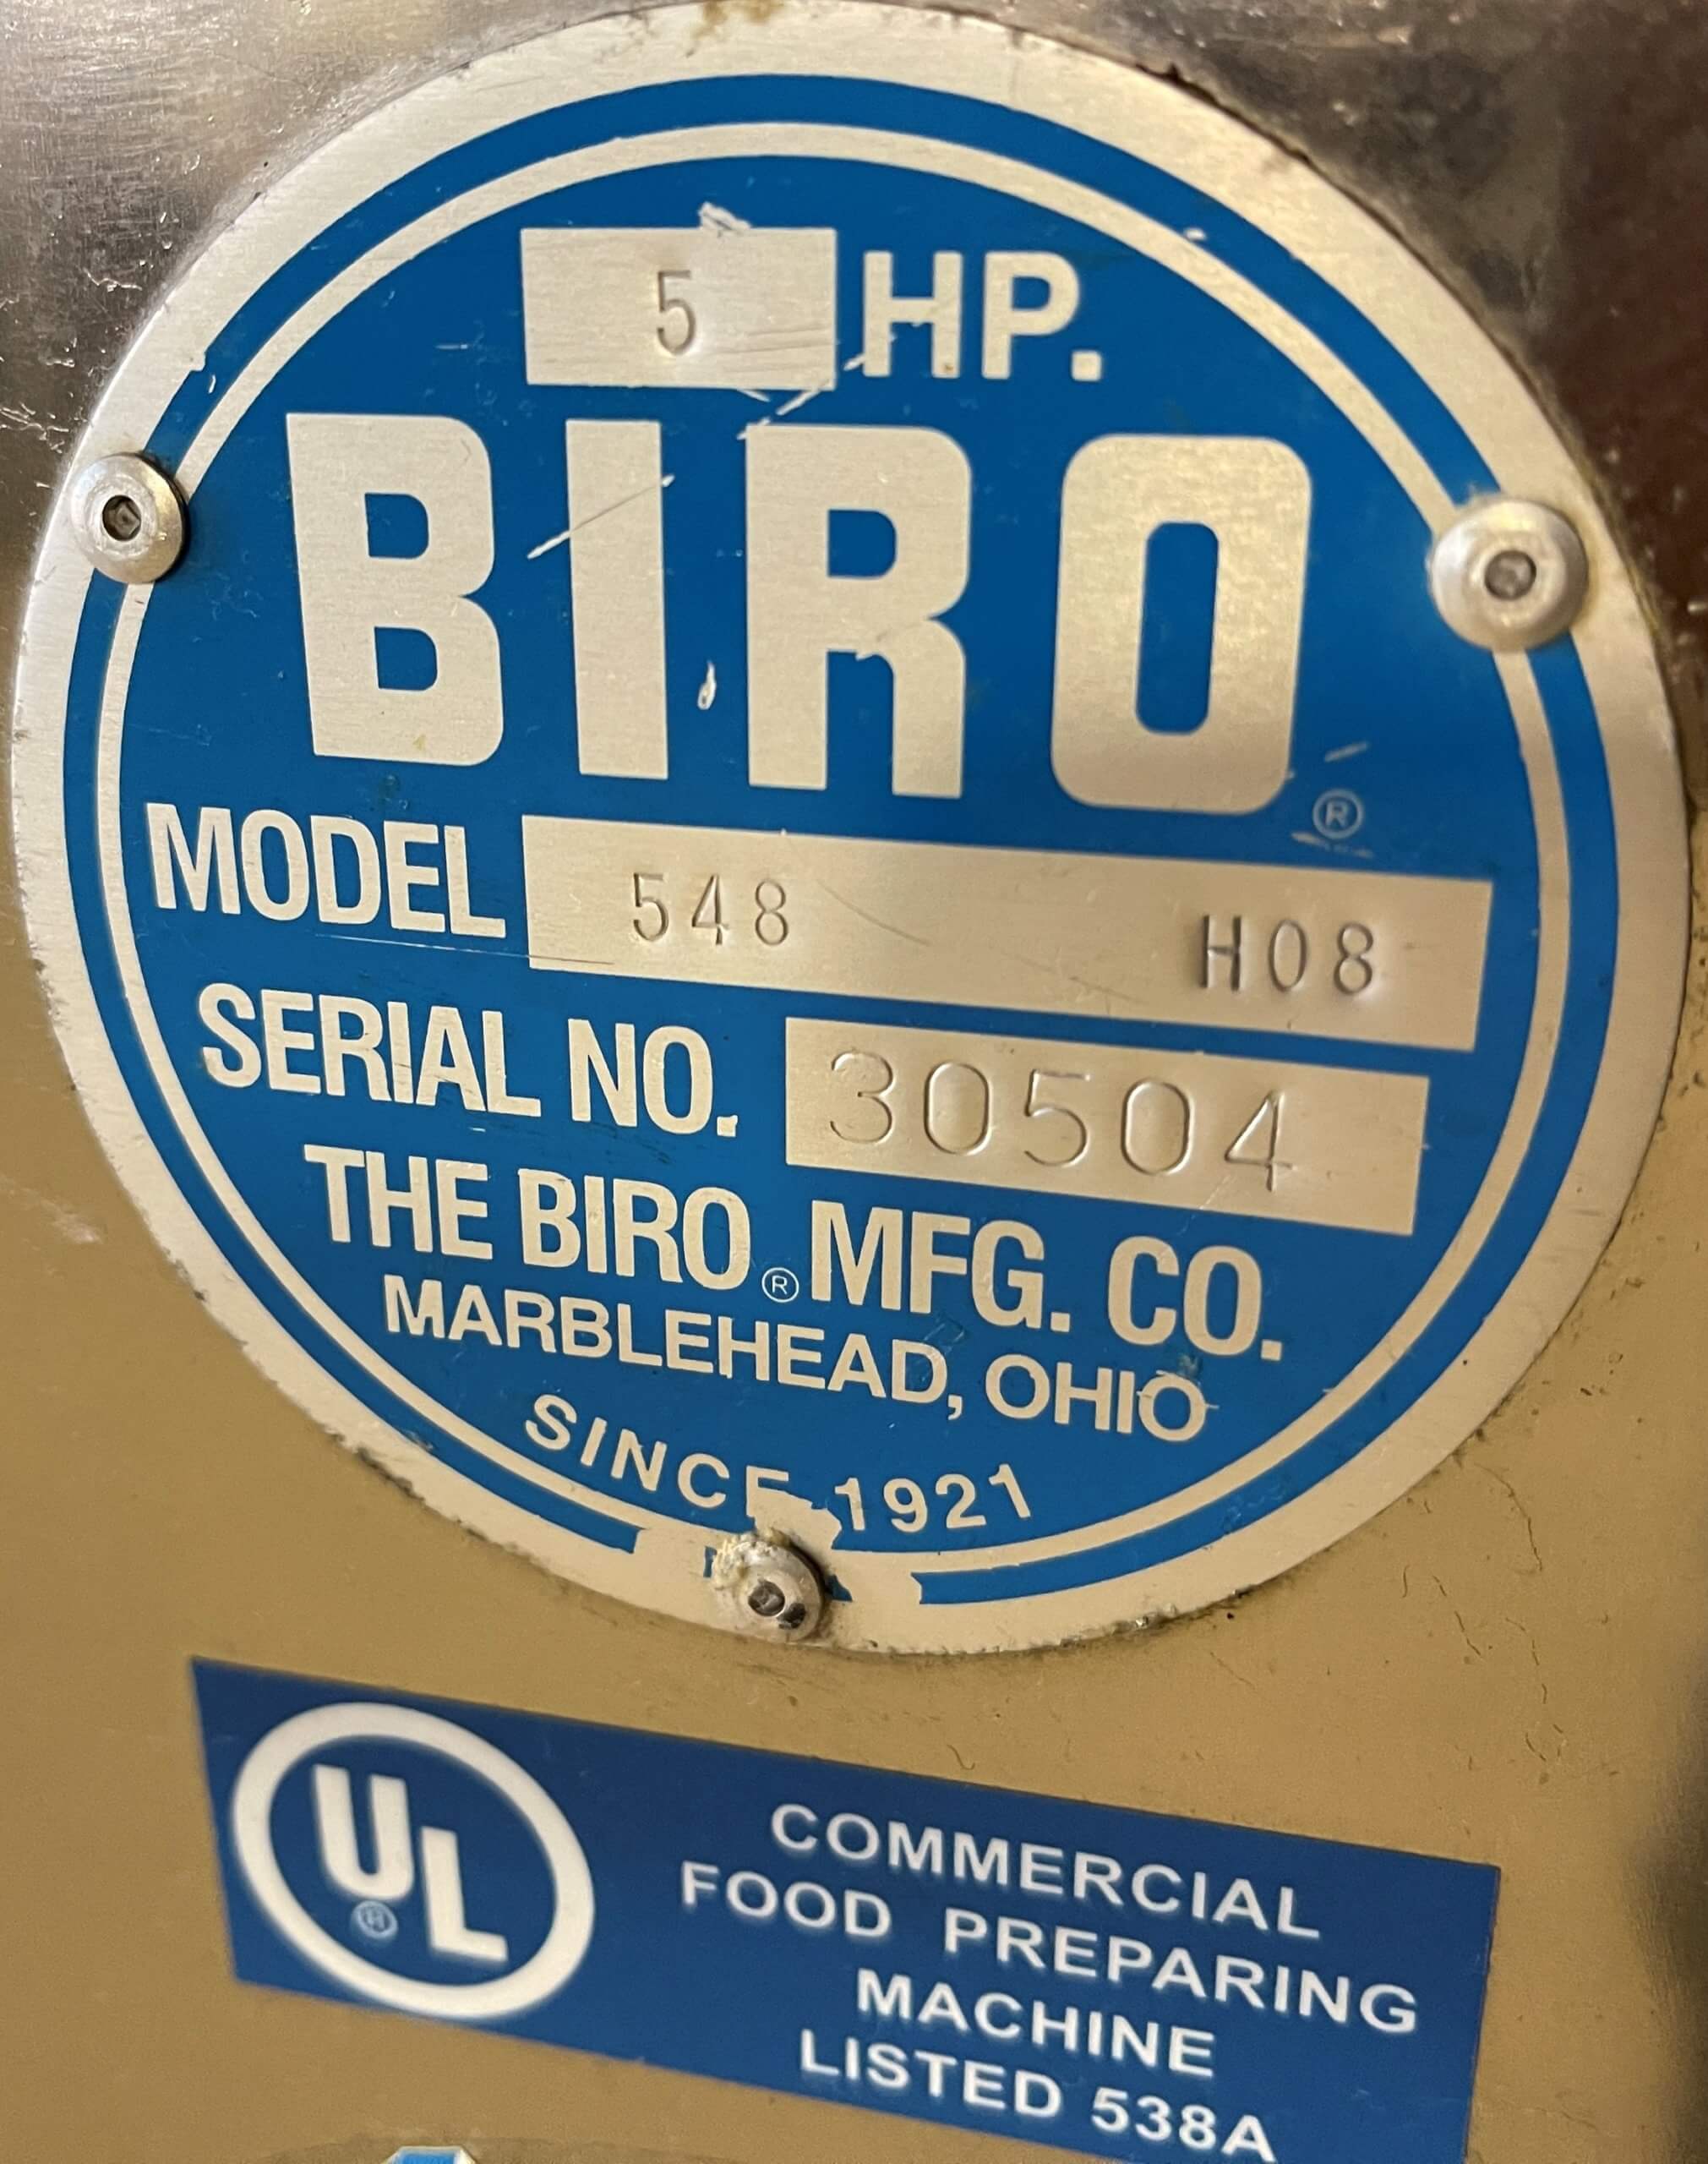 5 HP.
BIRO®
MODEL 548 H08
SERIAL NO. 30504
THE BIRO® MFG. CO.
MARBLEHEAD, OHIO
SINCE 1921
UL®
COMMERCIAL
FOOD PREPARING
MACHINE
LISTED 538A